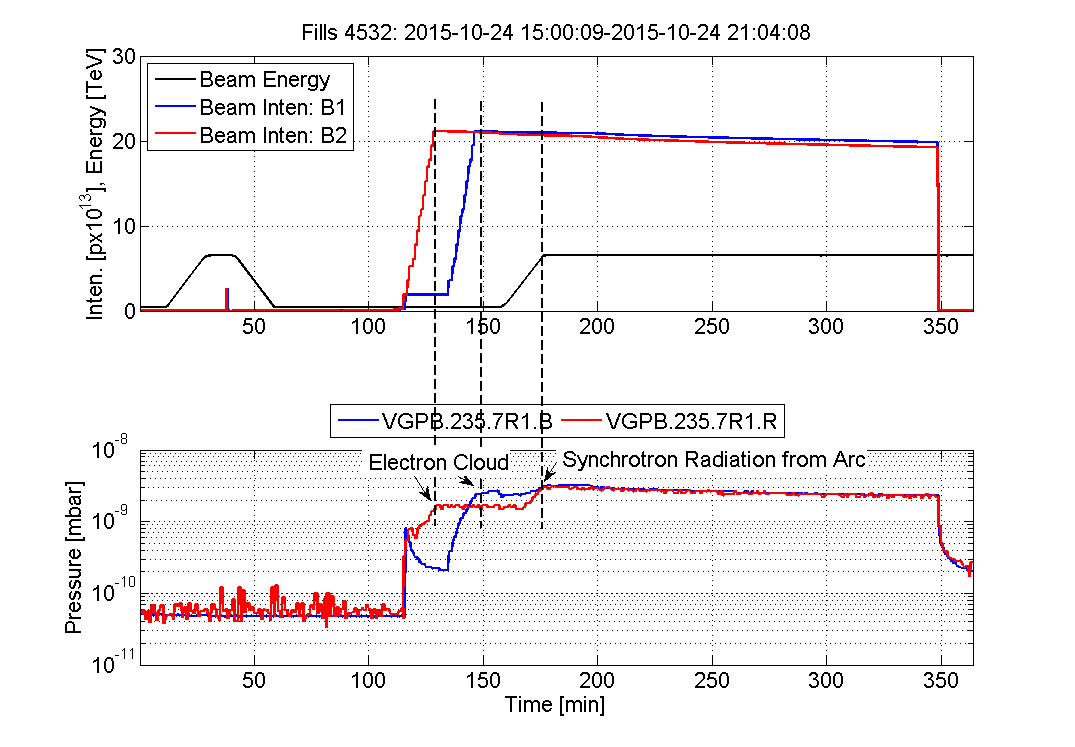 Fills 4532: 2015-10-24 15:00:09-2015-10-24 21:04:08
Inten. [px10^13], Energy [TeV]
30
20
10
0
Beam Energy
Beam Inten: B1
Beam Inten: B2
50 100 150 200 250 300 350
VGPB.235.7R1.B VGPB.235.7R1.R
Pressure [mbar]
10^-8
10^-9
10^-10
10^-11
Electron Cloud
Synchrotron Radiation from Arc
50 100 150 200 250 300 350
Time [min]